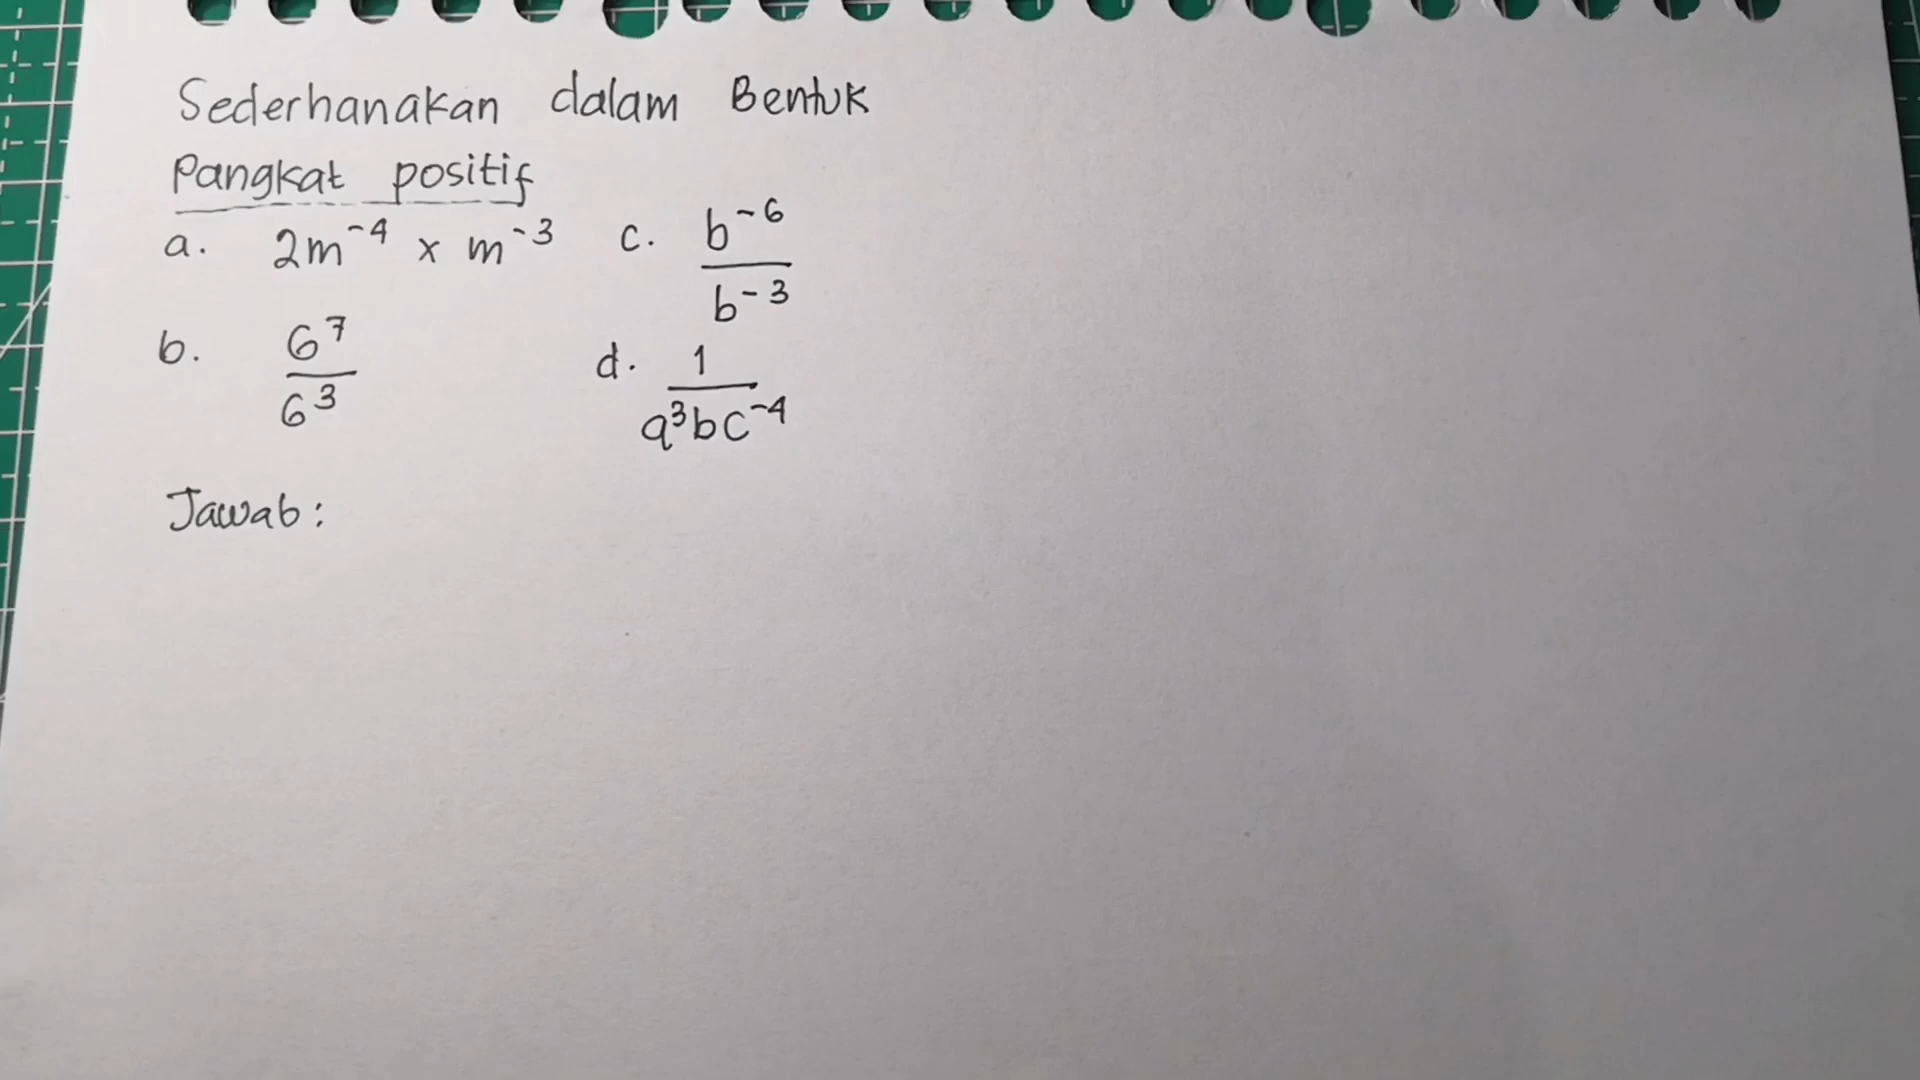 Sederhanakan dalam Bentuk
Pangkat positif
a. 2m⁻⁴ x m⁻³
c. b⁻⁶ / b⁻³
b. 6⁷ / 6³
d. 1 / a³bc⁻⁴
Jawab: